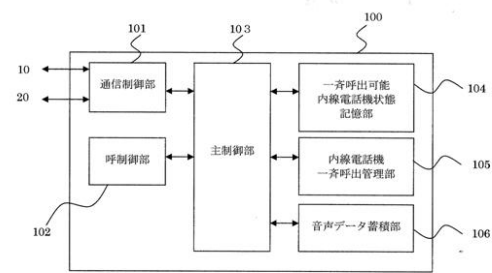 101
103
100
10
20
通信制御部
主制御部
一斉呼出可能
内線電話機状態
記憶部
104
呼制御部
内線電話機
一斉呼出管理部
105
102
音声データ蓄積部
106